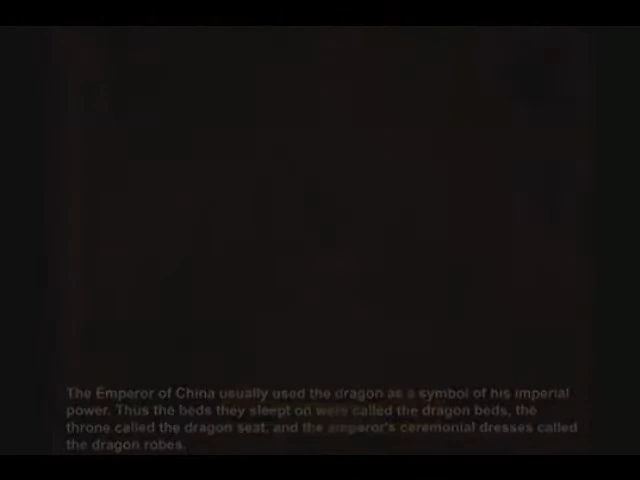 The Emperor of China usually used the dragon as a symbol of his imperial
power. Thus the beds they sleept on were called the dragon beds, the
throne called the dragon seat, and the emperor's ceremonial dresses called
the dragon robes.